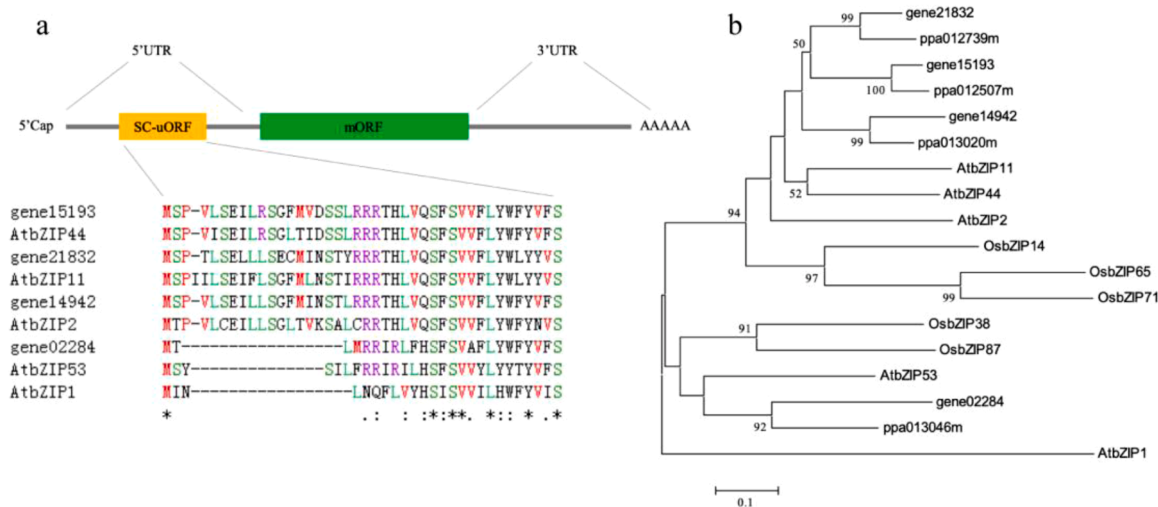 a
5'UTR
3'UTR
5'Cap
SC-uORF
mORF
AAAAA
gene15193 MSP-VLSEILRSGFMVDSSLRRRTHLVQSFSVVFLYWFYVFS
AtbZIP44 MSP-VISEILRSGLTIDSSLRRRTHLVQSFSVVFLYWFYVFS
gene21832 MSP-TLSELLLSECMINSTYRRRTHLVQSFSVVFLYWLYYVS
AtbZIP11 MSPIILSEIFLSGFMLNSTIRRRTHLVQSFSVVFLYWLYYVS
gene14942 MSP-VLSEILLSGFMINSTLRRRTHLVQSFSVVFLYWFYVFS
AtbZIP2 MTP-VLCEILLSGLTVKSALCRRTHLVQSFSVVFLYWFYNVS
gene02284 MT-----------------LMRRIRLFHSFSVAFLYWFYVFS
AtbZIP53 MSY--------------SILFRRIRILHSFSVVYLYYTYVFS
AtbZIP1 MIN-----------------LNQFLVYHSISVVILHWFYVIS
* .: : :*:**. *:: * .*
b
99
gene21832
ppa012739m
50
gene15193
100
ppa012507m
gene14942
99
ppa013020m
AtbZIP11
52
AtbZIP44
94
AtbZIP2
OsbZIP14
97
OsbZIP65
99
OsbZIP71
91
OsbZIP38
OsbZIP87
AtbZIP53
gene02284
92
ppa013046m
AtbZIP1
0.1